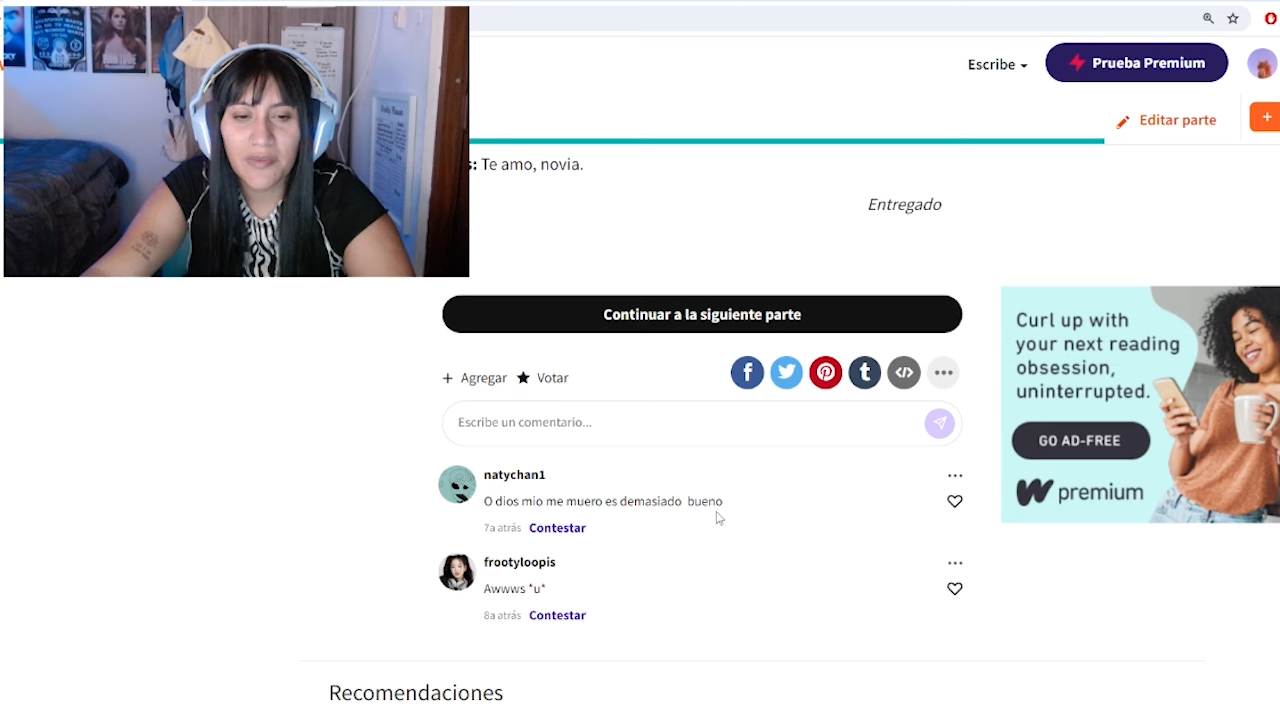 Escribe
Prueba Premium
Editar parte
+
s: Te amo, novia.
Entregado
Continuar a la siguiente parte
+ Agregar ★ Votar
Escribe un comentario...
natychan1
O dios mio me muero es demasiado bueno
7a atrás Contestar
frootyloopis
Awwws *u*
8a atrás Contestar
Recomendaciones
Curl up with
your next reading
obsession,
uninterrupted.
GO AD-FREE
premium